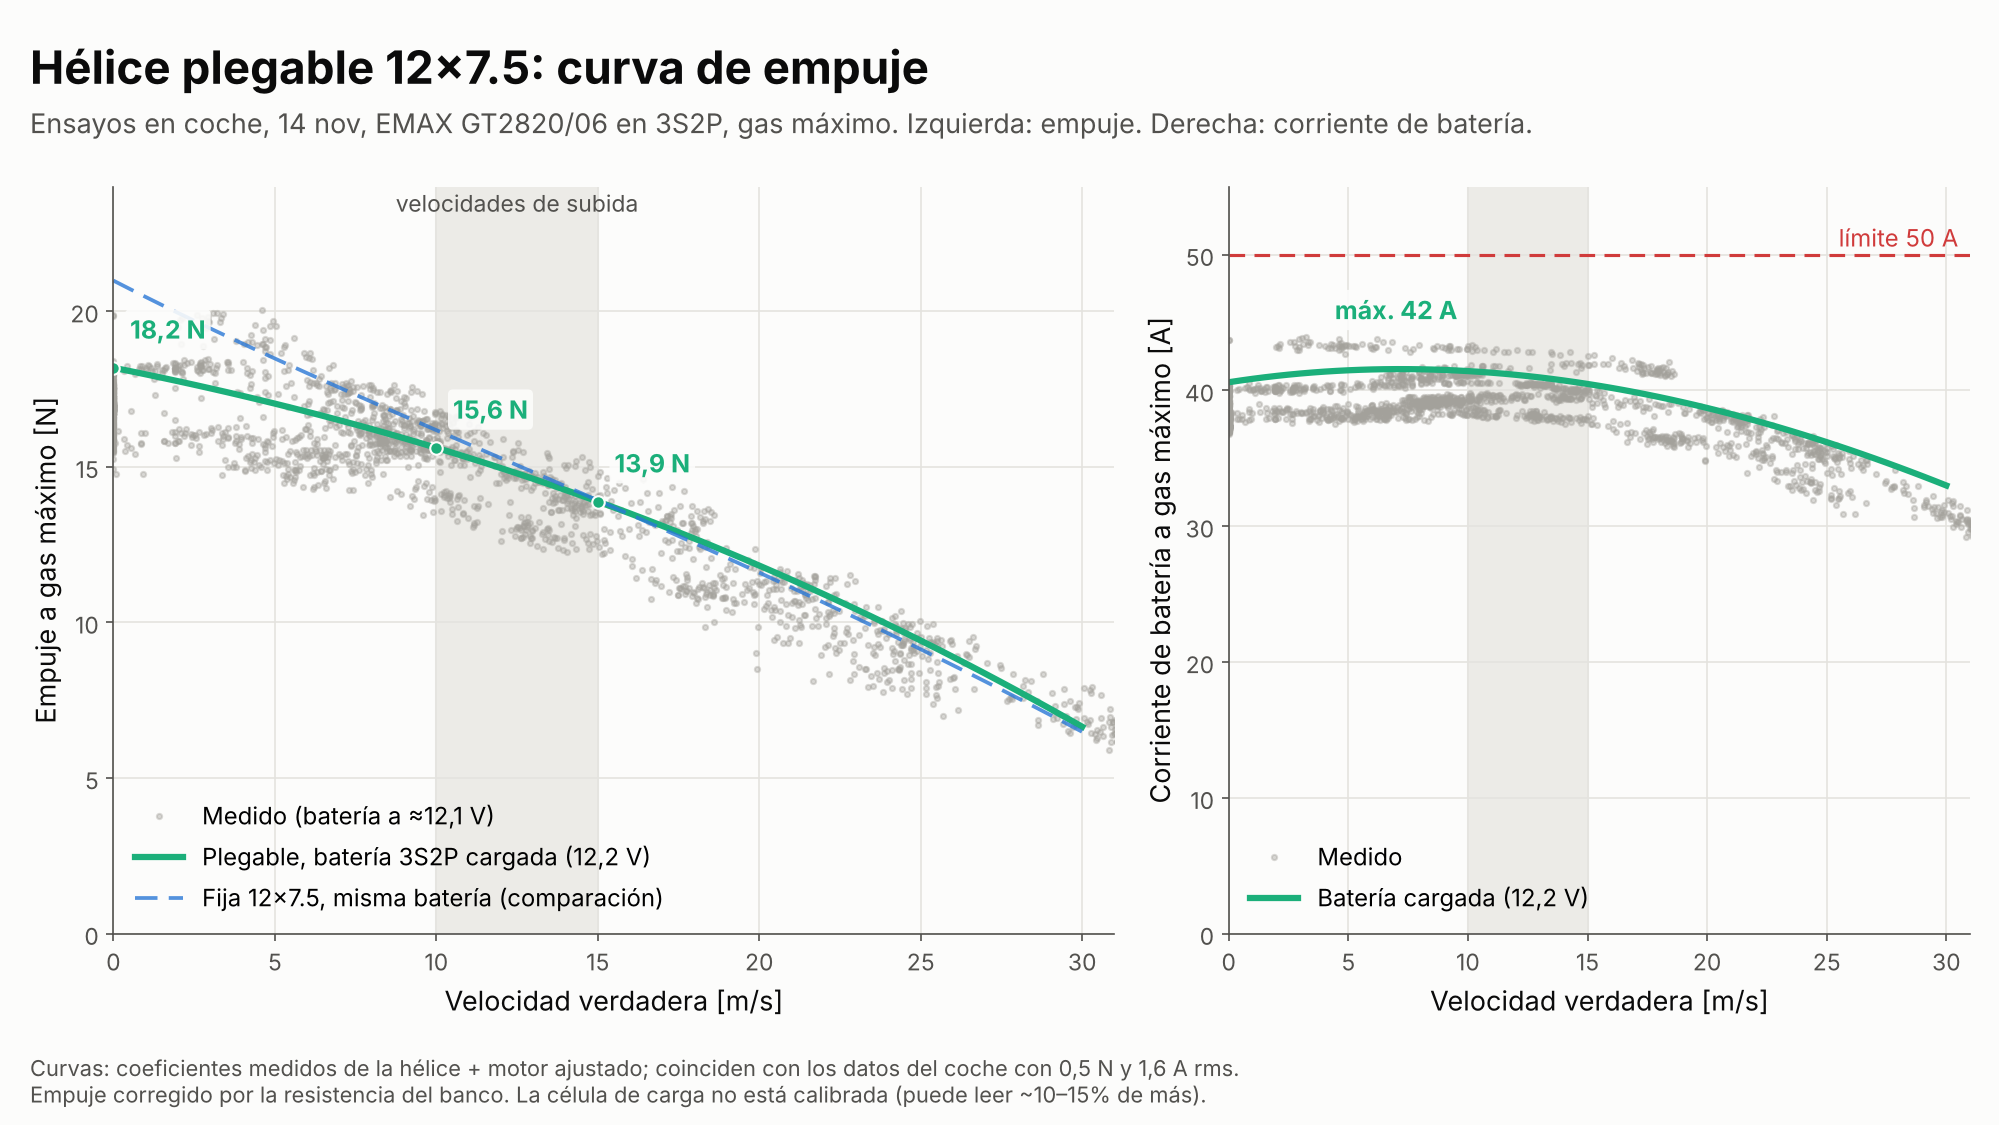 Hélice plegable 12×7.5: curva de empuje
Ensayos en coche, 14 nov, EMAX GT2820/06 en 3S2P, gas máximo. Izquierda: empuje. Derecha: corriente de batería.
velocidades de subida
18,2 N
15,6 N
13,9 N
Empuje a gas máximo [N]
20
15
10
5
0
Medido (batería a ≈12,1 V)
Plegable, batería 3S2P cargada (12,2 V)
Fija 12×7.5, misma batería (comparación)
0 5 10 15 20 25 30
Velocidad verdadera [m/s]
límite 50 A
máx. 42 A
Corriente de batería a gas máximo [A]
50
40
30
20
10
0
Medido
Batería cargada (12,2 V)
0 5 10 15 20 25 30
Velocidad verdadera [m/s]
Curvas: coeficientes medidos de la hélice + motor ajustado; coinciden con los datos del coche con 0,5 N y 1,6 A rms.
Empuje corregido por la resistencia del banco. La célula de carga no está calibrada (puede leer ~10–15% de más).